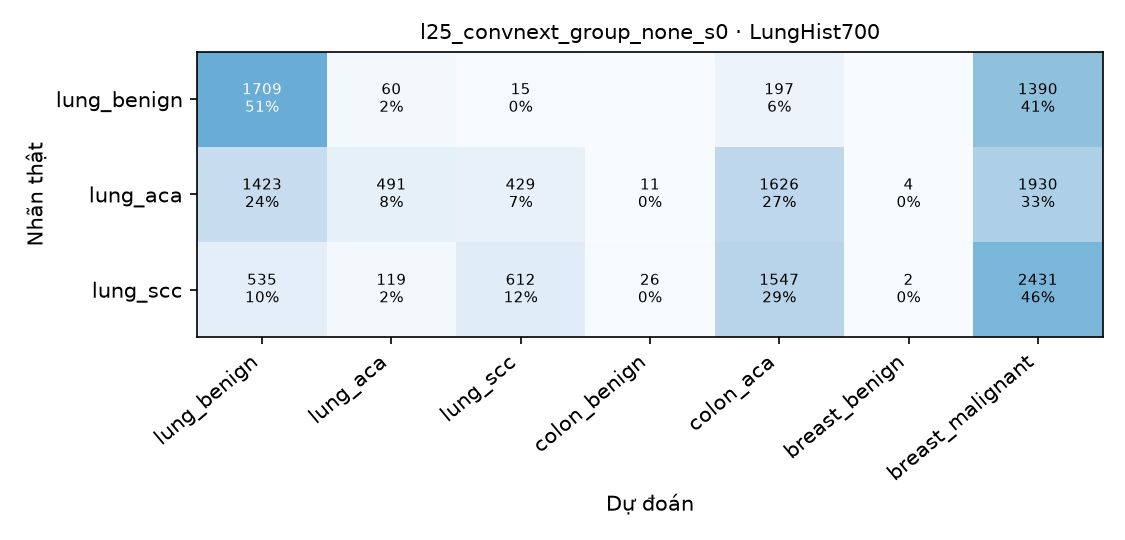 l25_convnext_group_none_s0 · LungHist700
Nhãn thật
lung_benign
1709 60 15 197 1390
51% 2% 0% 6% 41%
lung_aca
1423 491 429 11 1626 4 1930
24% 8% 7% 0% 27% 0% 33%
lung_scc
535 119 612 26 1547 2 2431
10% 2% 12% 0% 29% 0% 46%
lung_benign
lung_aca
lung_scc
colon_benign
colon_aca
breast_benign
breast_malignant
Dự đoán